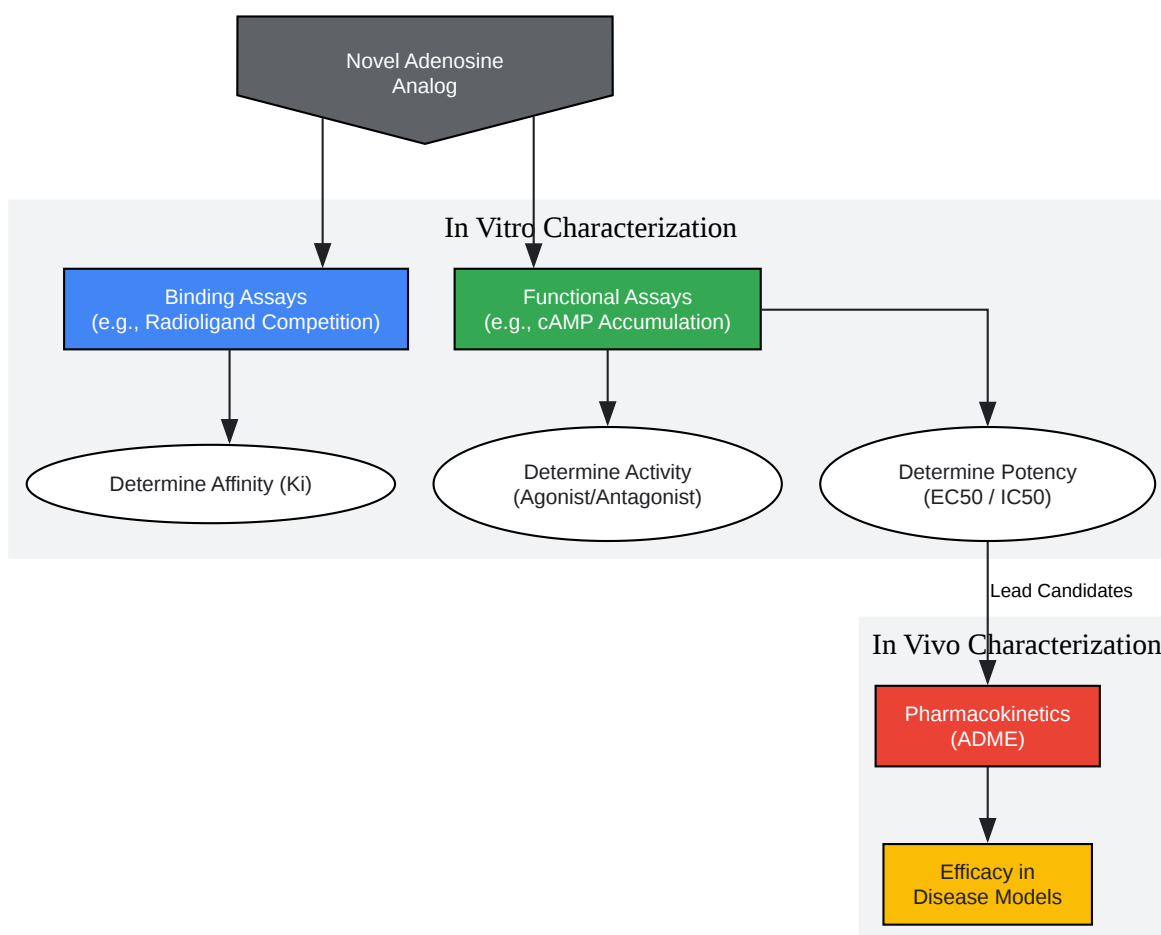 Novel Adenosine
Analog
In Vitro Characterization
Binding Assays
(e.g., Radioligand Competition)
Functional Assays
(e.g., cAMP Accumulation)
Determine Affinity (Ki)
Determine Activity
(Agonist/Antagonist)
Determine Potency
(EC50 / IC50)
Lead Candidates
In Vivo Characterization
Pharmacokinetics
(ADME)
Efficacy in
Disease Models